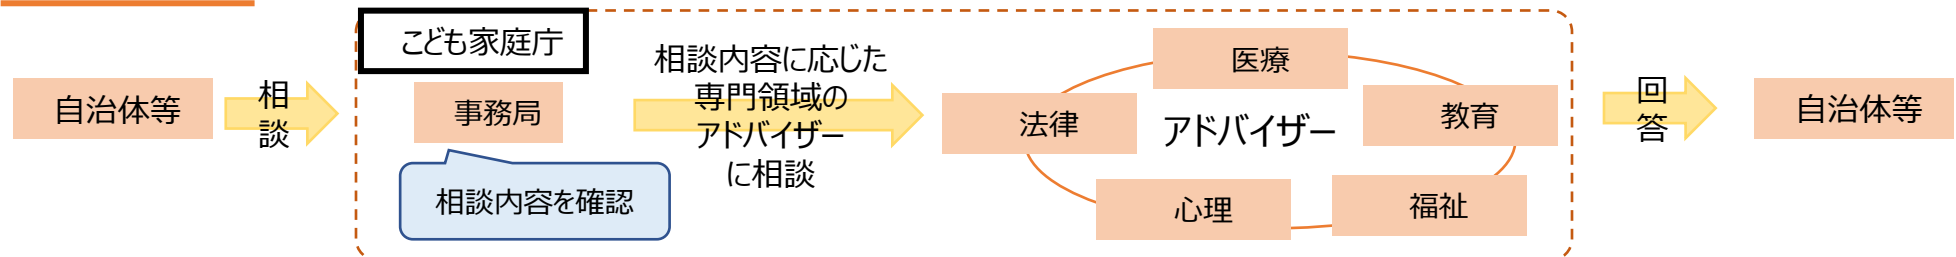 自治体等
相
談
こども家庭庁
事務局
相談内容を確認
相談内容に応じた
専門領域の
アドバイザー
に相談
医療
法律
アドバイザー
教育
心理
福祉
回
答
自治体等